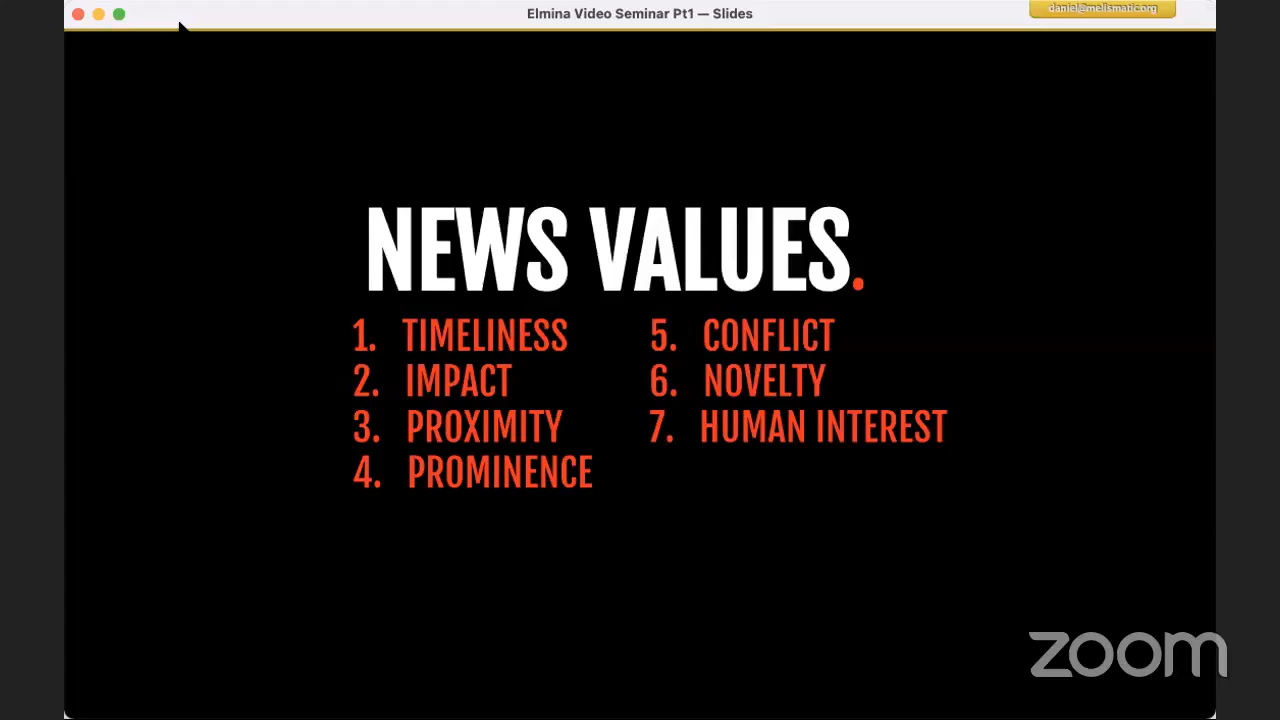 Elmina Video Seminar Pt1 — Slides
daniel@melismatic.org
NEWS VALUES.
1. TIMELINESS
2. IMPACT
3. PROXIMITY
4. PROMINENCE
5. CONFLICT
6. NOVELTY
7. HUMAN INTEREST
zoom